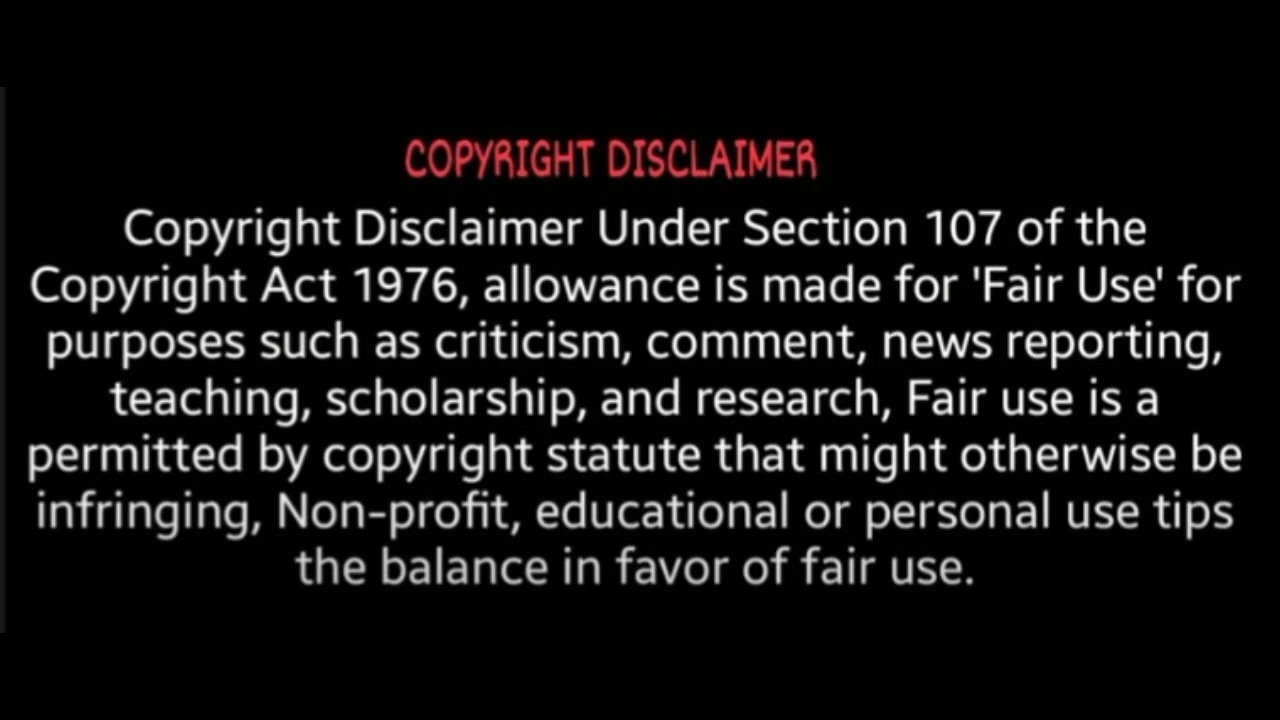 COPYRIGHT DISCLAIMER
Copyright Disclaimer Under Section 107 of the
Copyright Act 1976, allowance is made for 'Fair Use' for
purposes such as criticism, comment, news reporting,
teaching, scholarship, and research, Fair use is a
permitted by copyright statute that might otherwise be
infringing, Non-profit, educational or personal use tips
the balance in favor of fair use.